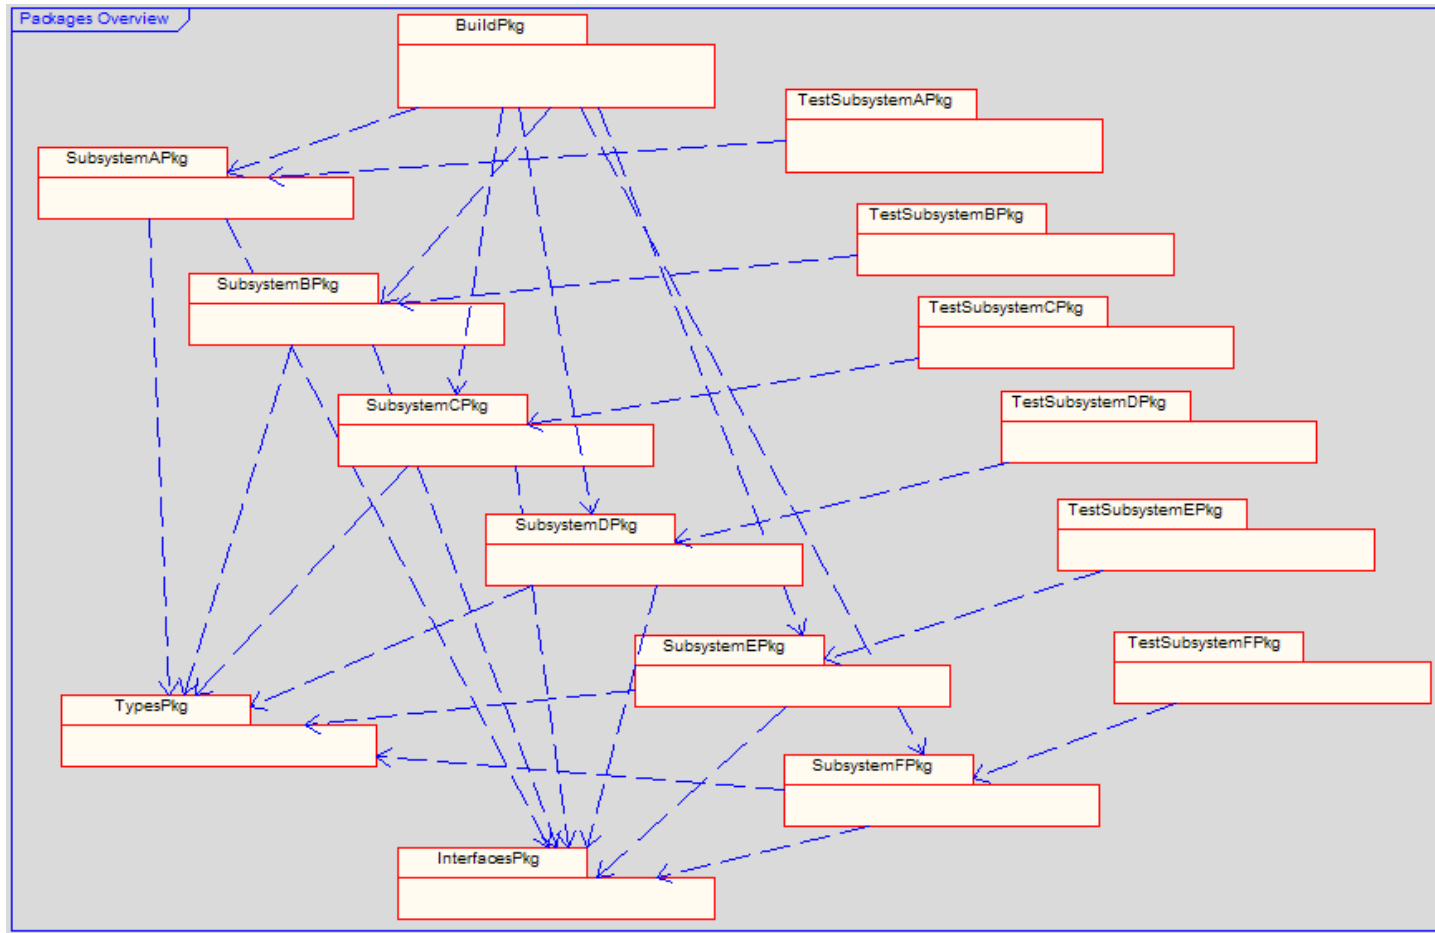 Packages Overview
BuildPkg
TestSubsystemAPkg
SubsystemAPkg
TestSubsystemBPkg
SubsystemBPkg
TestSubsystemCPkg
SubsystemCPkg
TestSubsystemDPkg
SubsystemDPkg
TestSubsystemEPkg
SubsystemEPkg
TestSubsystemFPkg
TypesPkg
SubsystemFPkg
InterfacesPkg